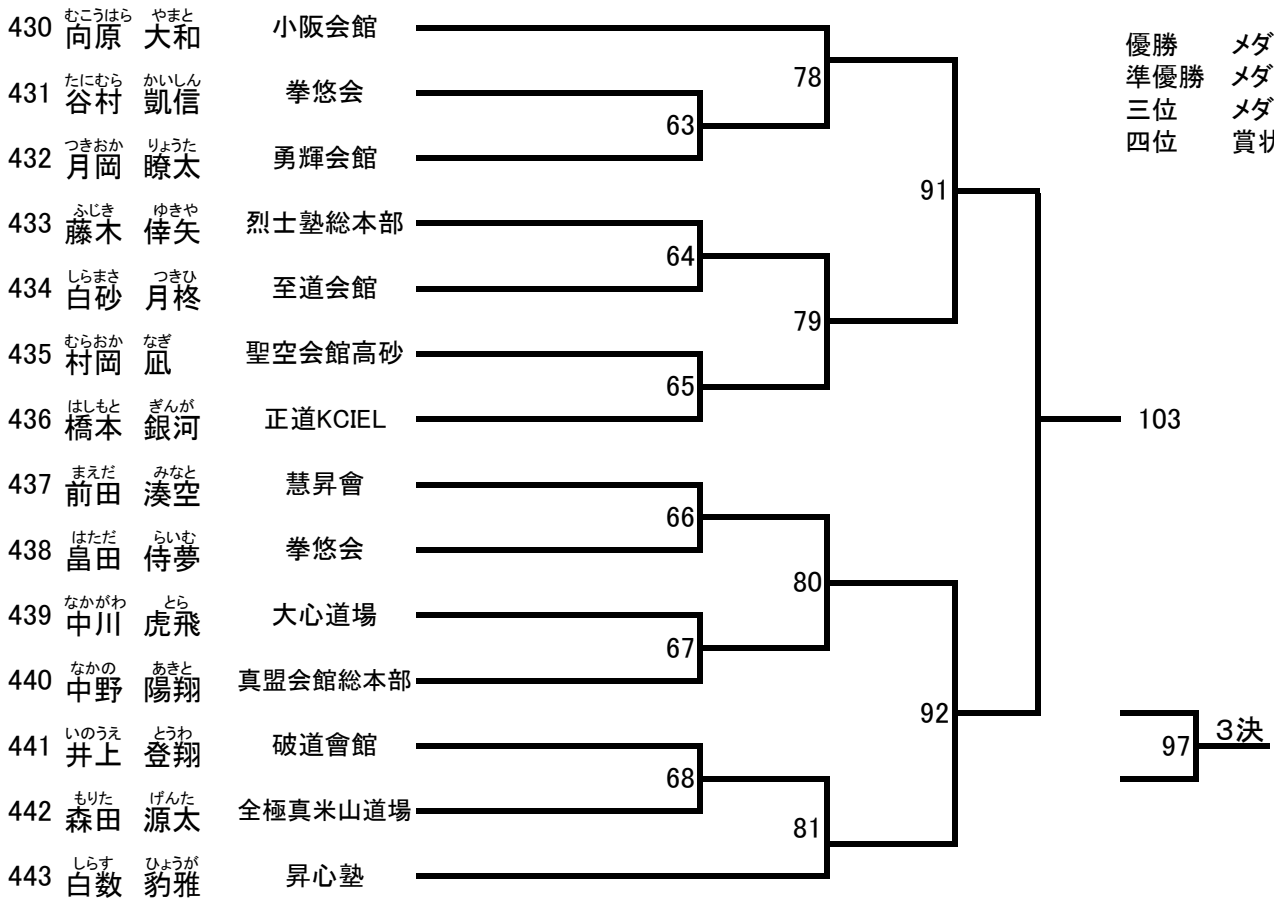 むこうはら やまと
430 向原 大和 小阪会館
たにむら かいしん
431 谷村 凱信 拳悠会
つきおか りょうた
432 月岡 瞭太 勇輝会館
ふじき ゆきや
433 藤木 倖矢 烈士塾総本部
しらまさ つきひ
434 白砂 月柊 至道会館
むらおか なぎ
435 村岡 凪 聖空会館高砂
はしもと ぎんが
436 橋本 銀河 正道KCIEL
まえだ みなと
437 前田 湊空 慧昇會
はただ らいむ
438 畠田 侍夢 拳悠会
なかがわ とら
439 中川 虎飛 大心道場
なかの あきと
440 中野 陽翔 真盟会館総本部
いのうえ とうわ
441 井上 登翔 破道會館
もりた げんた
442 森田 源太 全極真米山道場
しらす ひょうが
443 白数 豹雅 昇心塾
63
64
65
66
67
68
78
79
80
81
91
92
103
優勝 メダ
準優勝 メダ
三位 メダ
四位 賞
97 3決